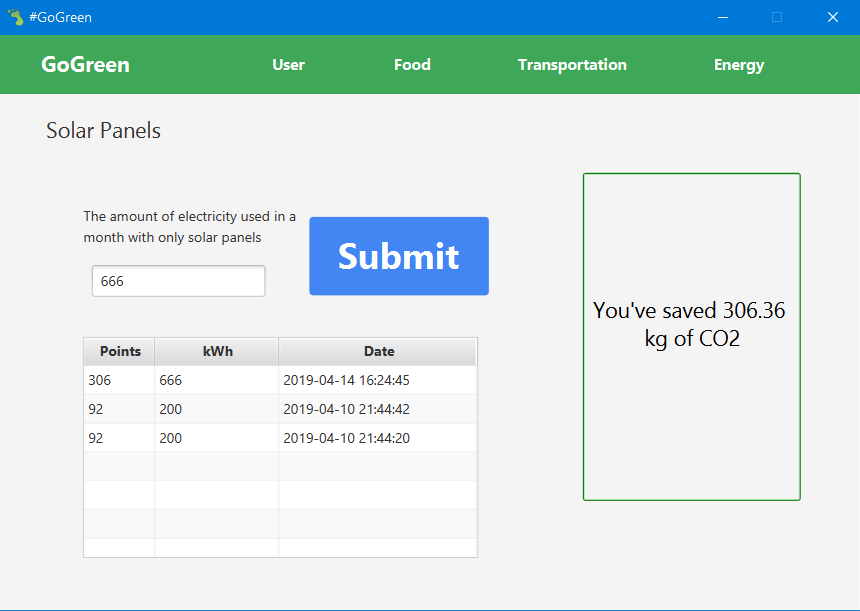 #GoGreen
GoGreen User Food Transportation Energy
Solar Panels
The amount of electricity used in a
month with only solar panels
Submit
666
You've saved 306.36
kg of CO2
Points kWh Date
306 666 2019-04-14 16:24:45
92 200 2019-04-10 21:44:42
92 200 2019-04-10 21:44:20